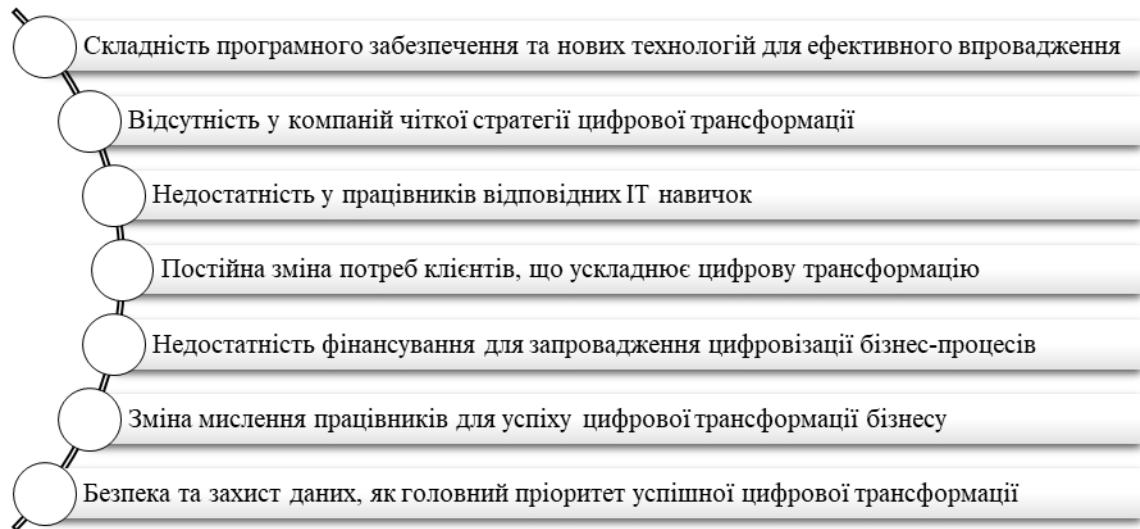 Складність програмного забезпечення та нових технологій для ефективного впровадження
Відсутність у компаній чіткої стратегії цифрової трансформації
Недостатність у працівників відповідних ІТ навичок
Постійна зміна потреб клієнтів, що ускладнює цифрову трансформацію
Недостатність фінансування для запровадження цифровізації бізнес-процесів
Зміна мислення працівників для успіху цифрової трансформації бізнесу
Безпека та захист даних, як головний пріоритет успішної цифрової трансформації